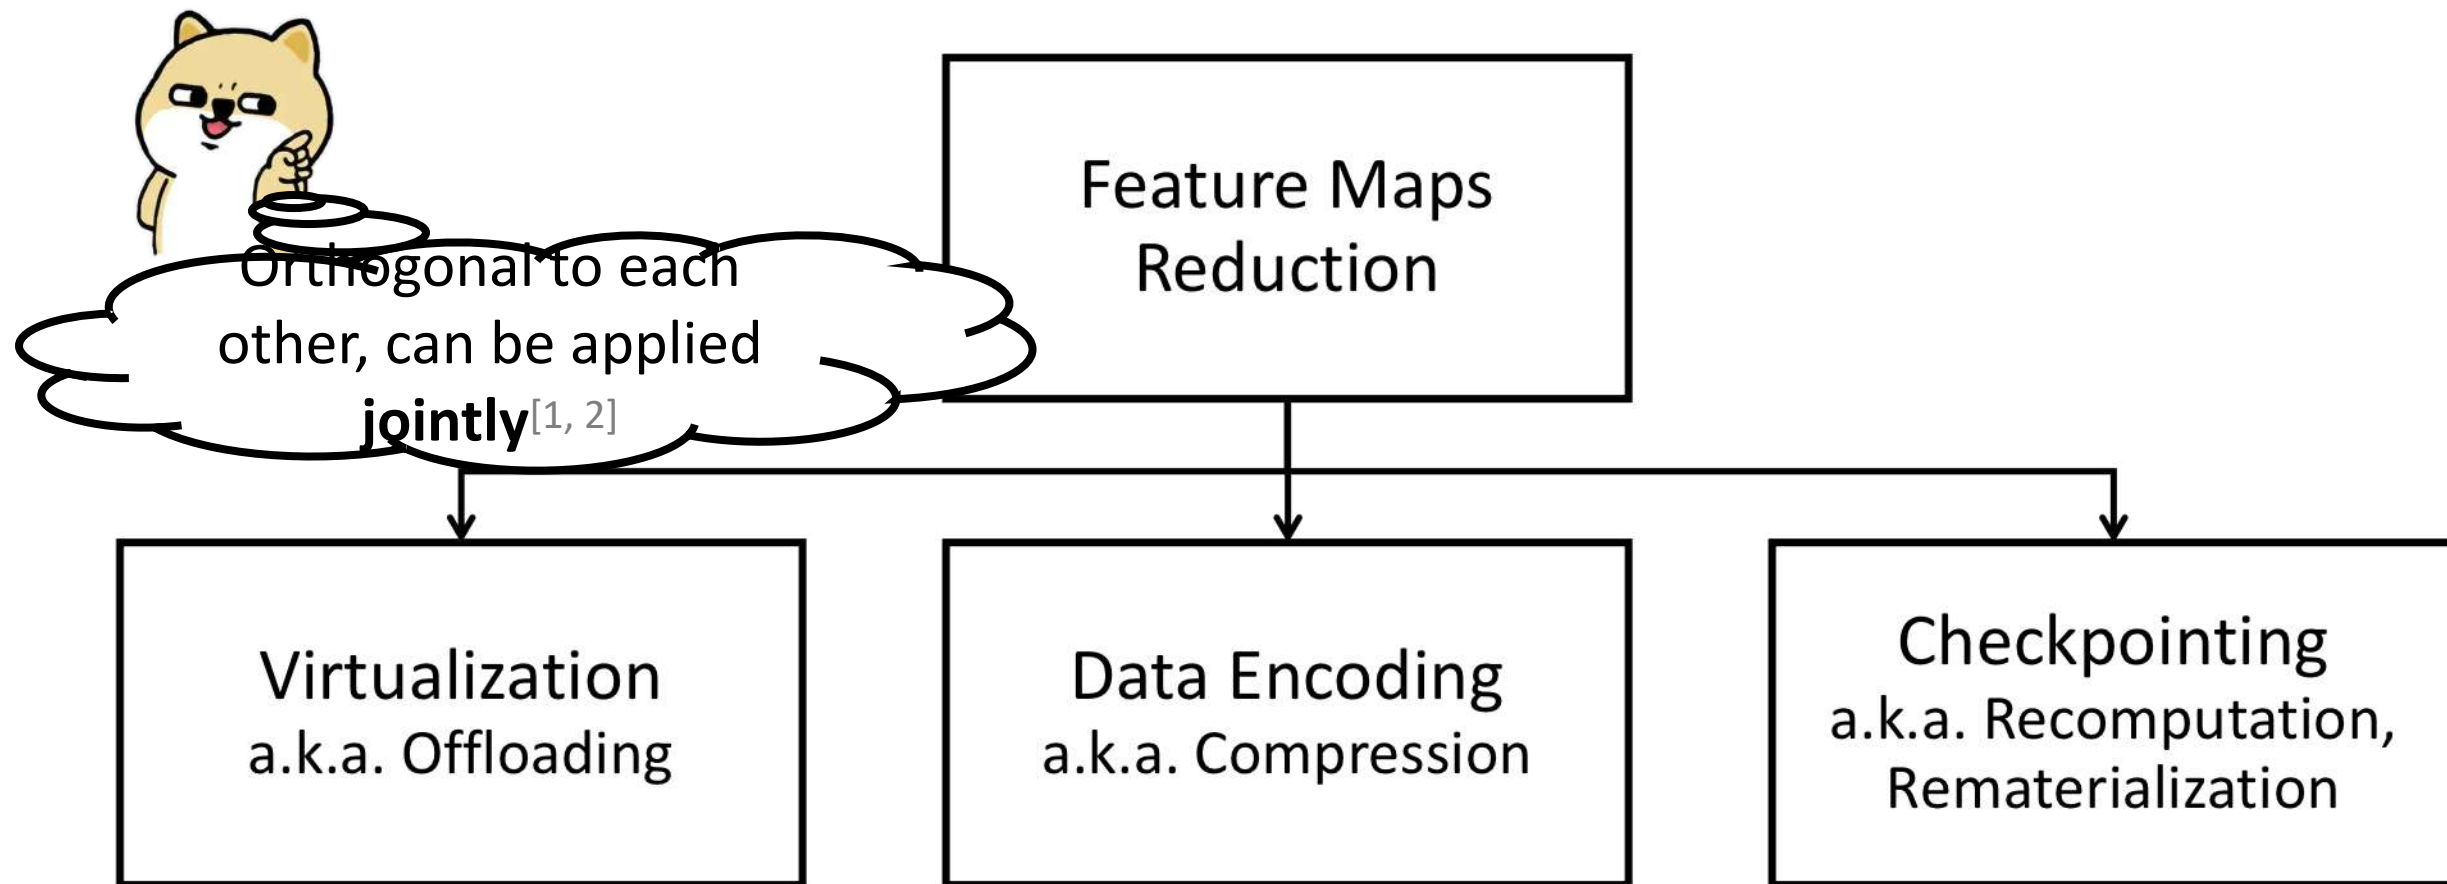 Feature Maps
Reduction
Orthogonal to each
other, can be applied
jointly[1, 2]
Virtualization
a.k.a. Offloading
Data Encoding
a.k.a. Compression
Checkpointing
a.k.a. Recomputation,
Rematerialization